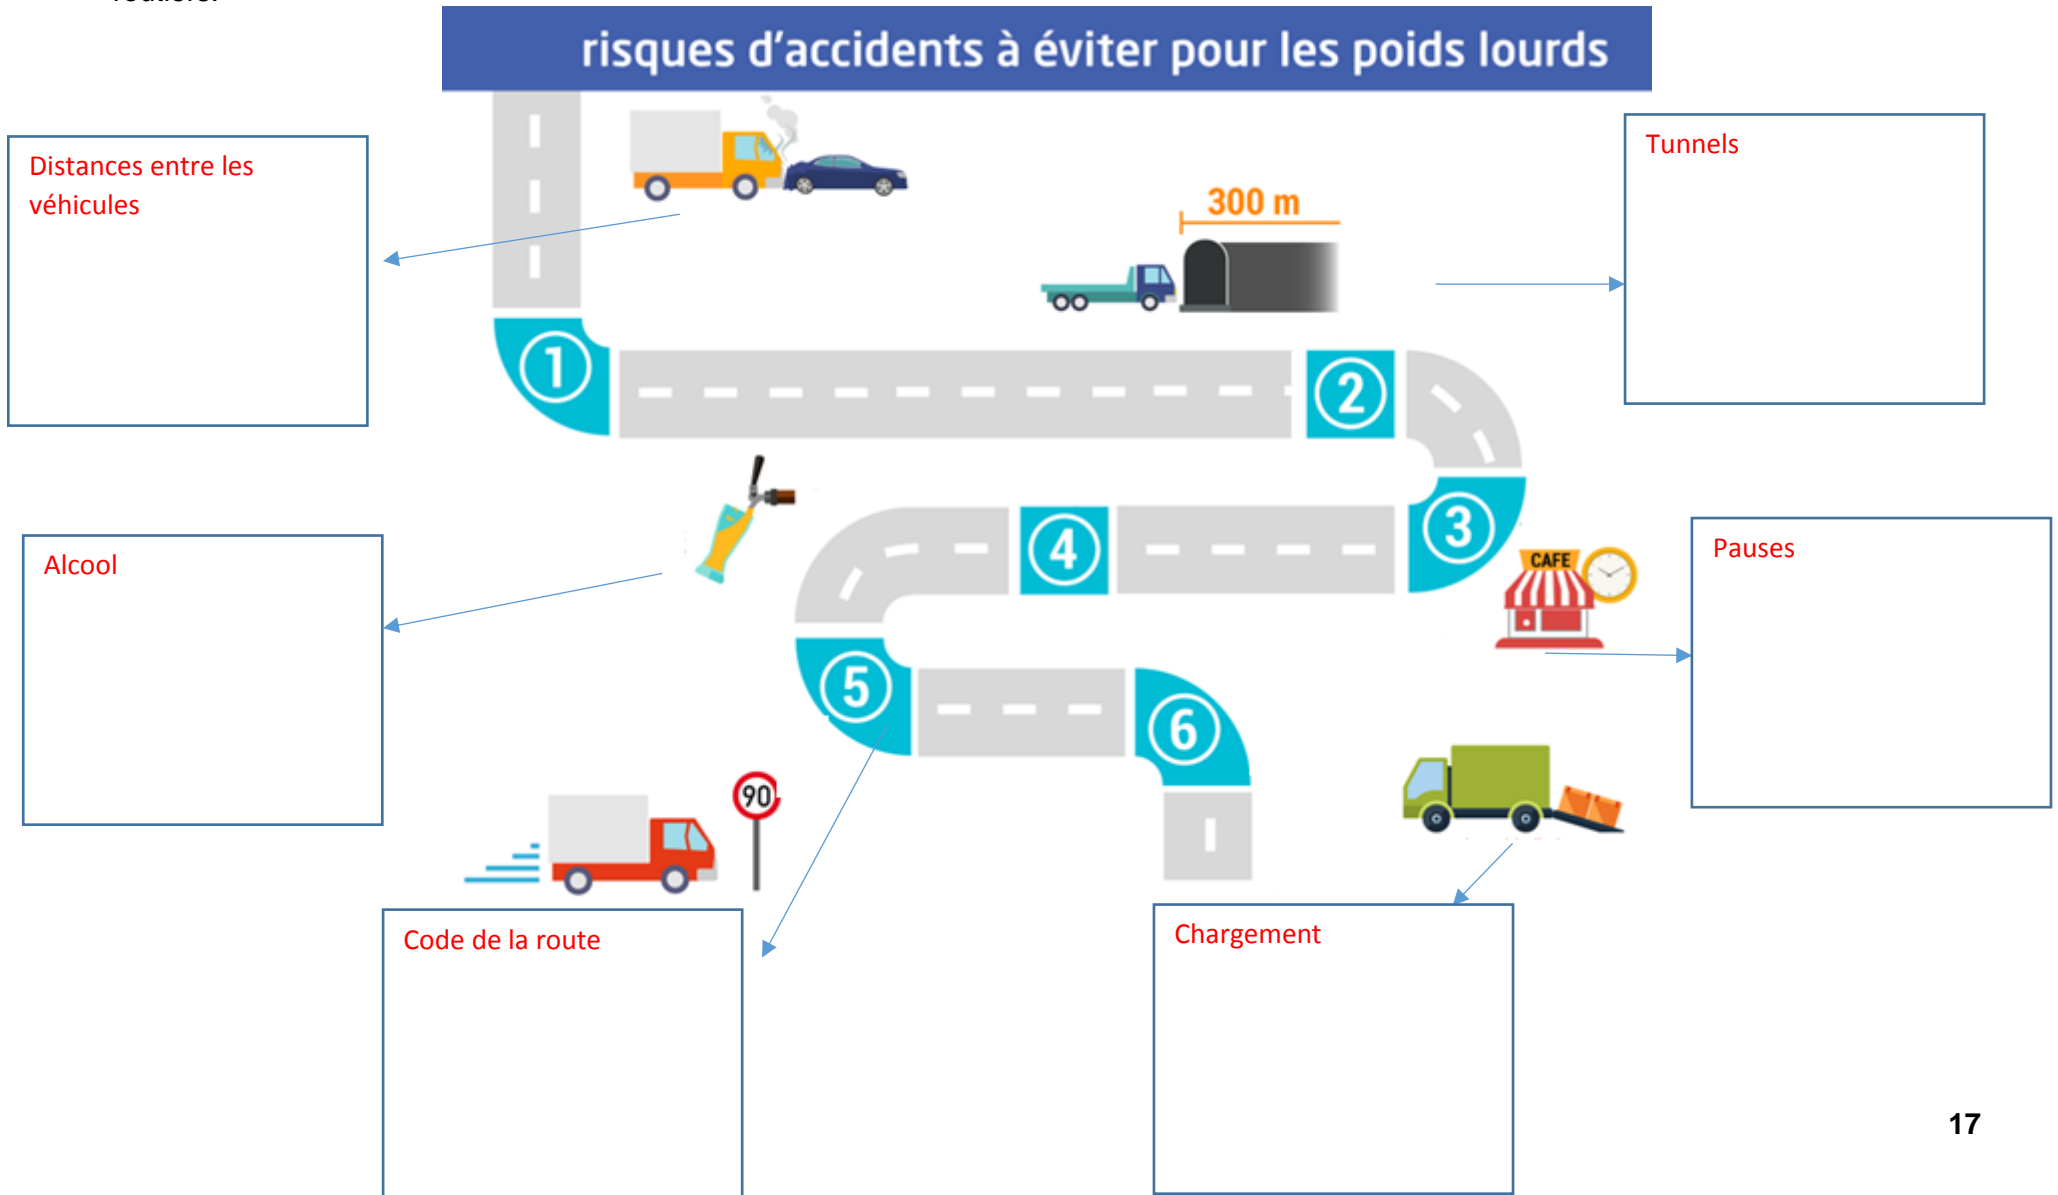 risques d'accidents à éviter pour les poids lourds
Distances entre les
véhicules
Tunnels
300 m
1
2
3
4
Alcool
CAFE
Pauses
5
6
90
Code de la route
Chargement
17